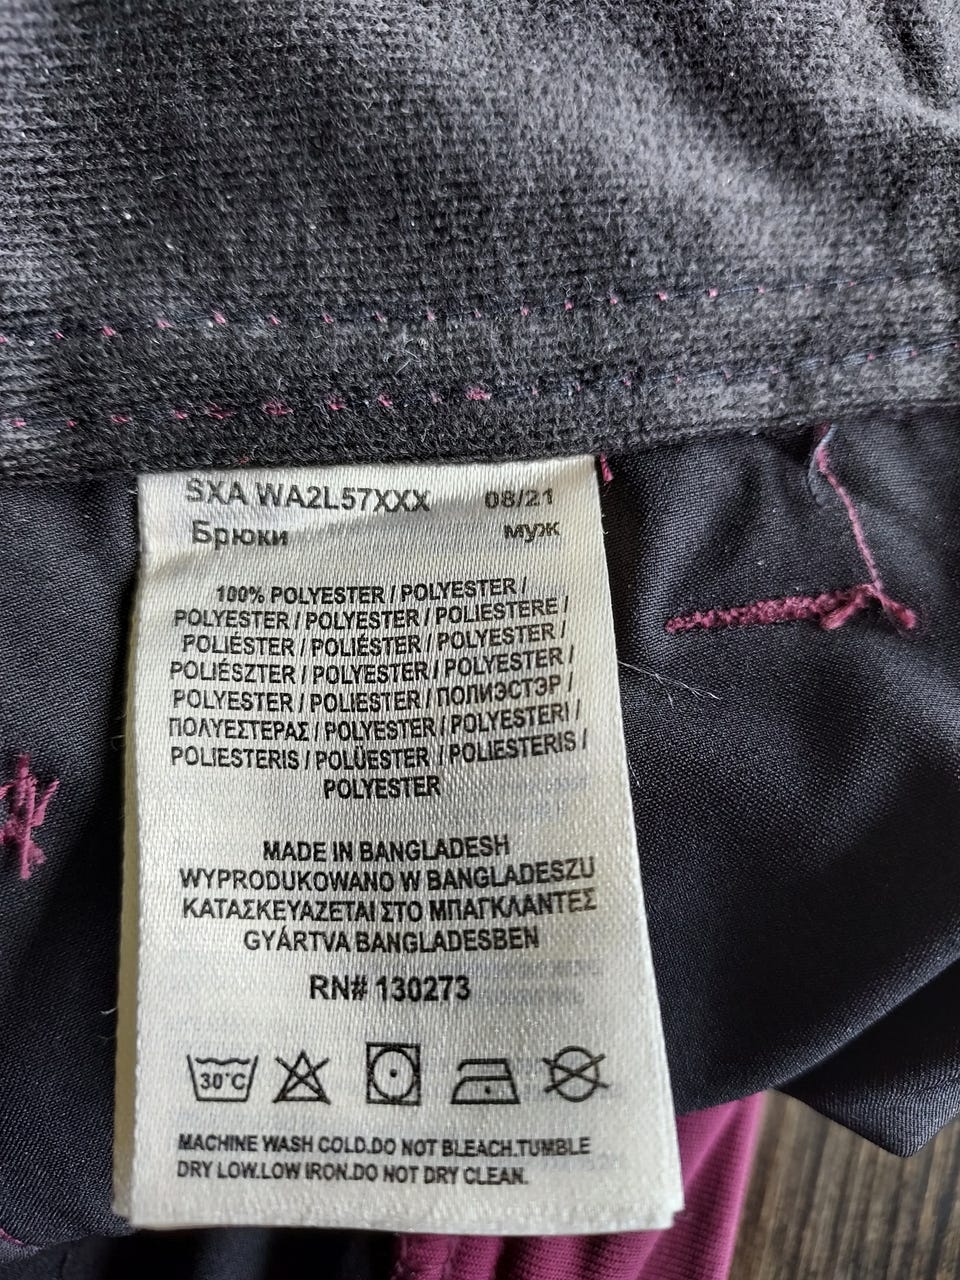 SXA WA2L57XXX 08/21
Брюки муж
100% POLYESTER / POLYESTER /
POLYESTER / POLYESTER / POLIESTERE /
POLIESTER / POLIÉSTER / POLYESTER /
POLIÉSZTER / POLYESTER / POLYESTER /
POLYESTER / POLIESTER / ПОЛИЭСТЭР /
ΠΟΛΥΕΣΤΕΡΑΣ / POLYESTER / POLYESTERI /
POLIESTERIS / POLÜESTER / POLIESTERIS /
POLYESTER
MADE IN BANGLADESH
WYPRODUKOWANO W BANGLADESZU
ΚΑΤΑΣΚΕΥΑΖΕΤΑΙ ΣΤΟ ΜΠΑΓΚΛΑΝΤΕΣ
GYÁRTVA BANGLADESBEN
RN# 130273
30°C
MACHINE WASH COLD.DO NOT BLEACH.TUMBLE
DRY LOW.LOW IRON.DO NOT DRY CLEAN.